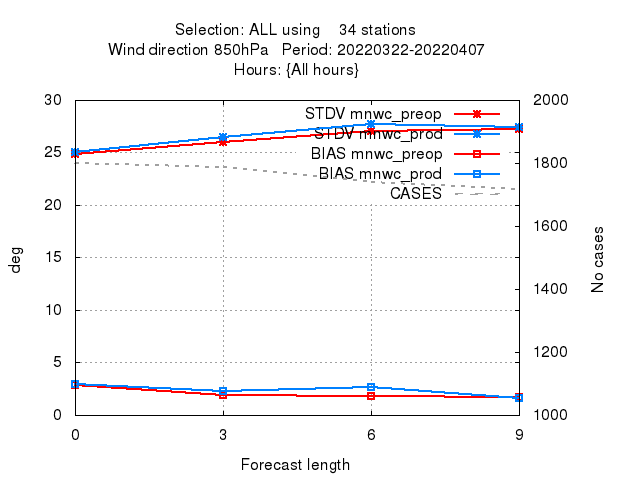 Selection: ALL using    34 stations
Wind direction 850hPa   Period: 20220322-20220407
Hours: {All hours}
30
25
20
15
10
5
0
deg
2000
1800
1600
1400
1200
1000
No cases
STDV mnwc_preop
STDV mnwc_prod
BIAS mnwc_preop
BIAS mnwc_prod
CASES
0 3 6 9
Forecast length